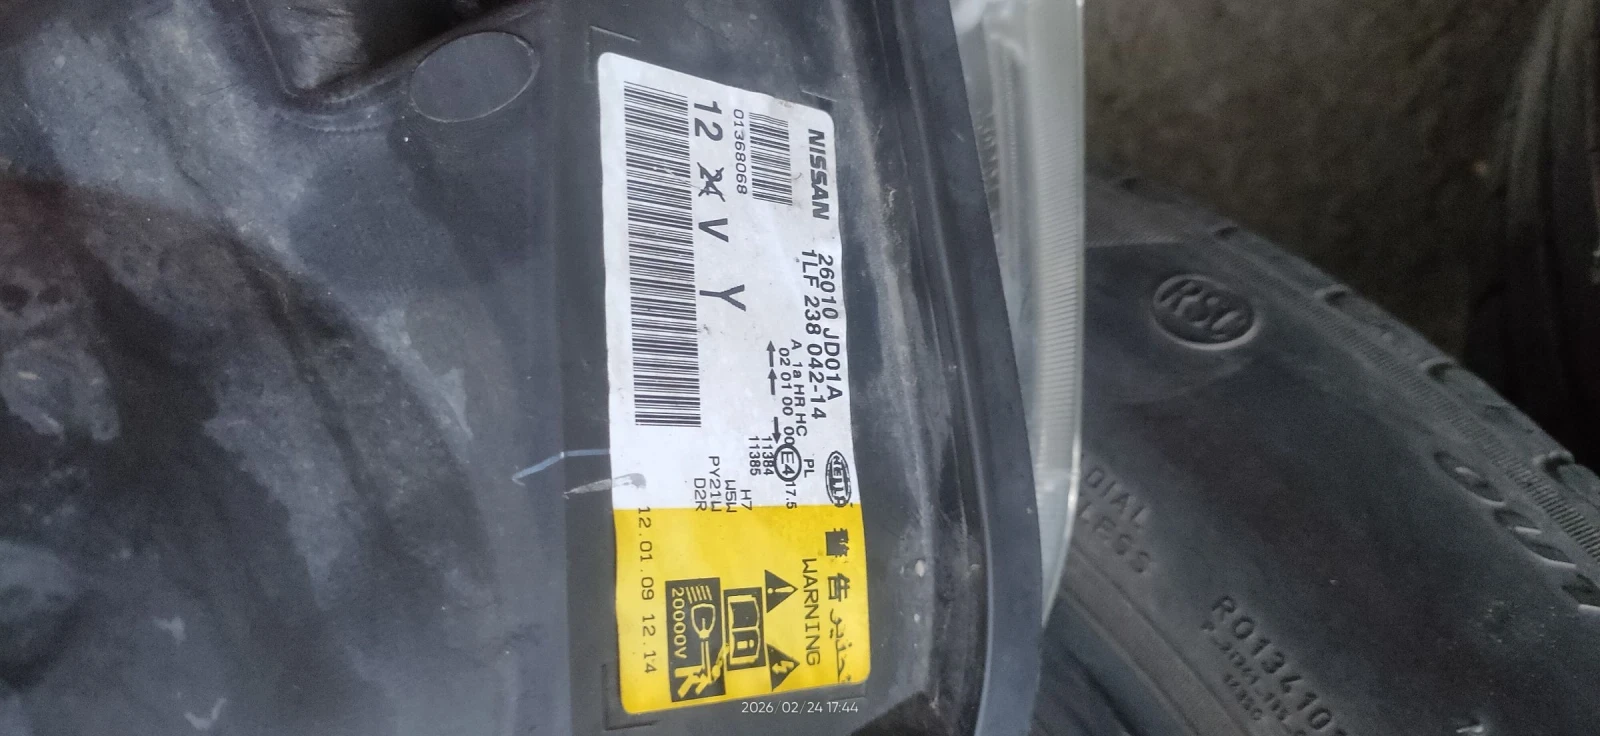 NISSAN
26010 JD01A
1LF 238 042-14
HELLA
01368068
12 24 V Y
A 1a HR HC PL
02 01 00 00 E4 17.5
11384
11385
H7
W5W
PY21W
D2R
警告
تحذير
WARNING
20000V
12.01.09 12.14
RSC
2026/02/24 17:44